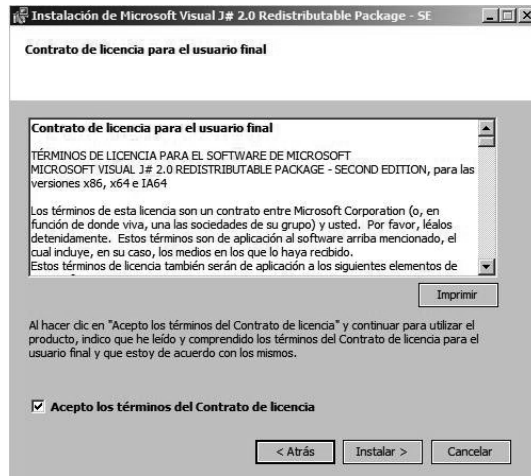 Instalación de Microsoft Visual J# 2.0 Redistributable Package - SE
Contrato de licencia para el usuario final
Contrato de licencia para el usuario final
TÉRMINOS DE LICENCIA PARA EL SOFTWARE DE MICROSOFT
MICROSOFT VISUAL J# 2.0 REDISTRIBUTABLE PACKAGE - SECOND EDITION, para las
versiones x86, x64 e IA64
Los términos de esta licencia son un contrato entre Microsoft Corporation (o, en
función de donde viva, una las sociedades de su grupo) y usted. Por favor, léalos
detenidamente. Estos términos son de aplicación al software arriba mencionado, el
cual incluye, en su caso, los medios en los que lo haya recibido.
Estos términos de licencia también serán de aplicación a los siguientes elementos de
Imprimir
Al hacer clic en "Acepto los términos del Contrato de licencia" y continuar para utilizar el
producto, indico que he leído y comprendido los términos del Contrato de licencia para el
usuario final y que estoy de acuerdo con los mismos.
Acepto los términos del Contrato de licencia
< Atrás
Instalar >
Cancelar